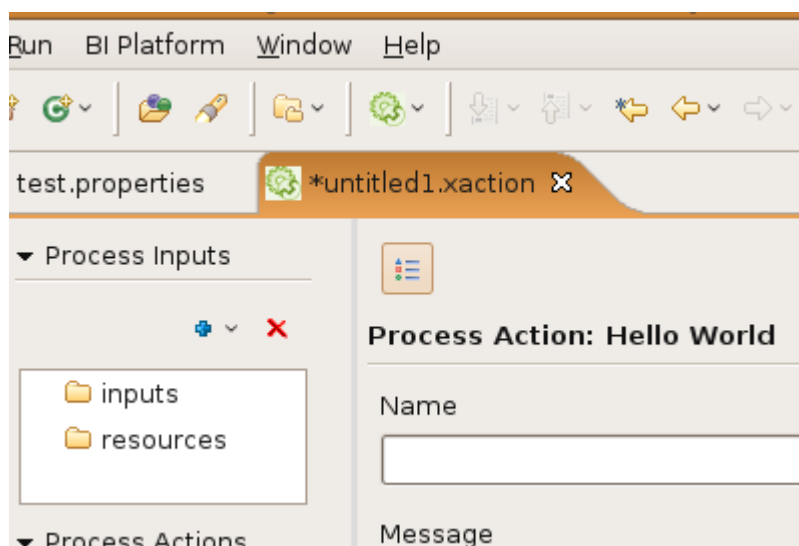 Run BI Platform Window Help
test.properties *untitled1.xaction
Process Inputs
Process Action: Hello World
inputs
resources
Name
Message
Process Actions